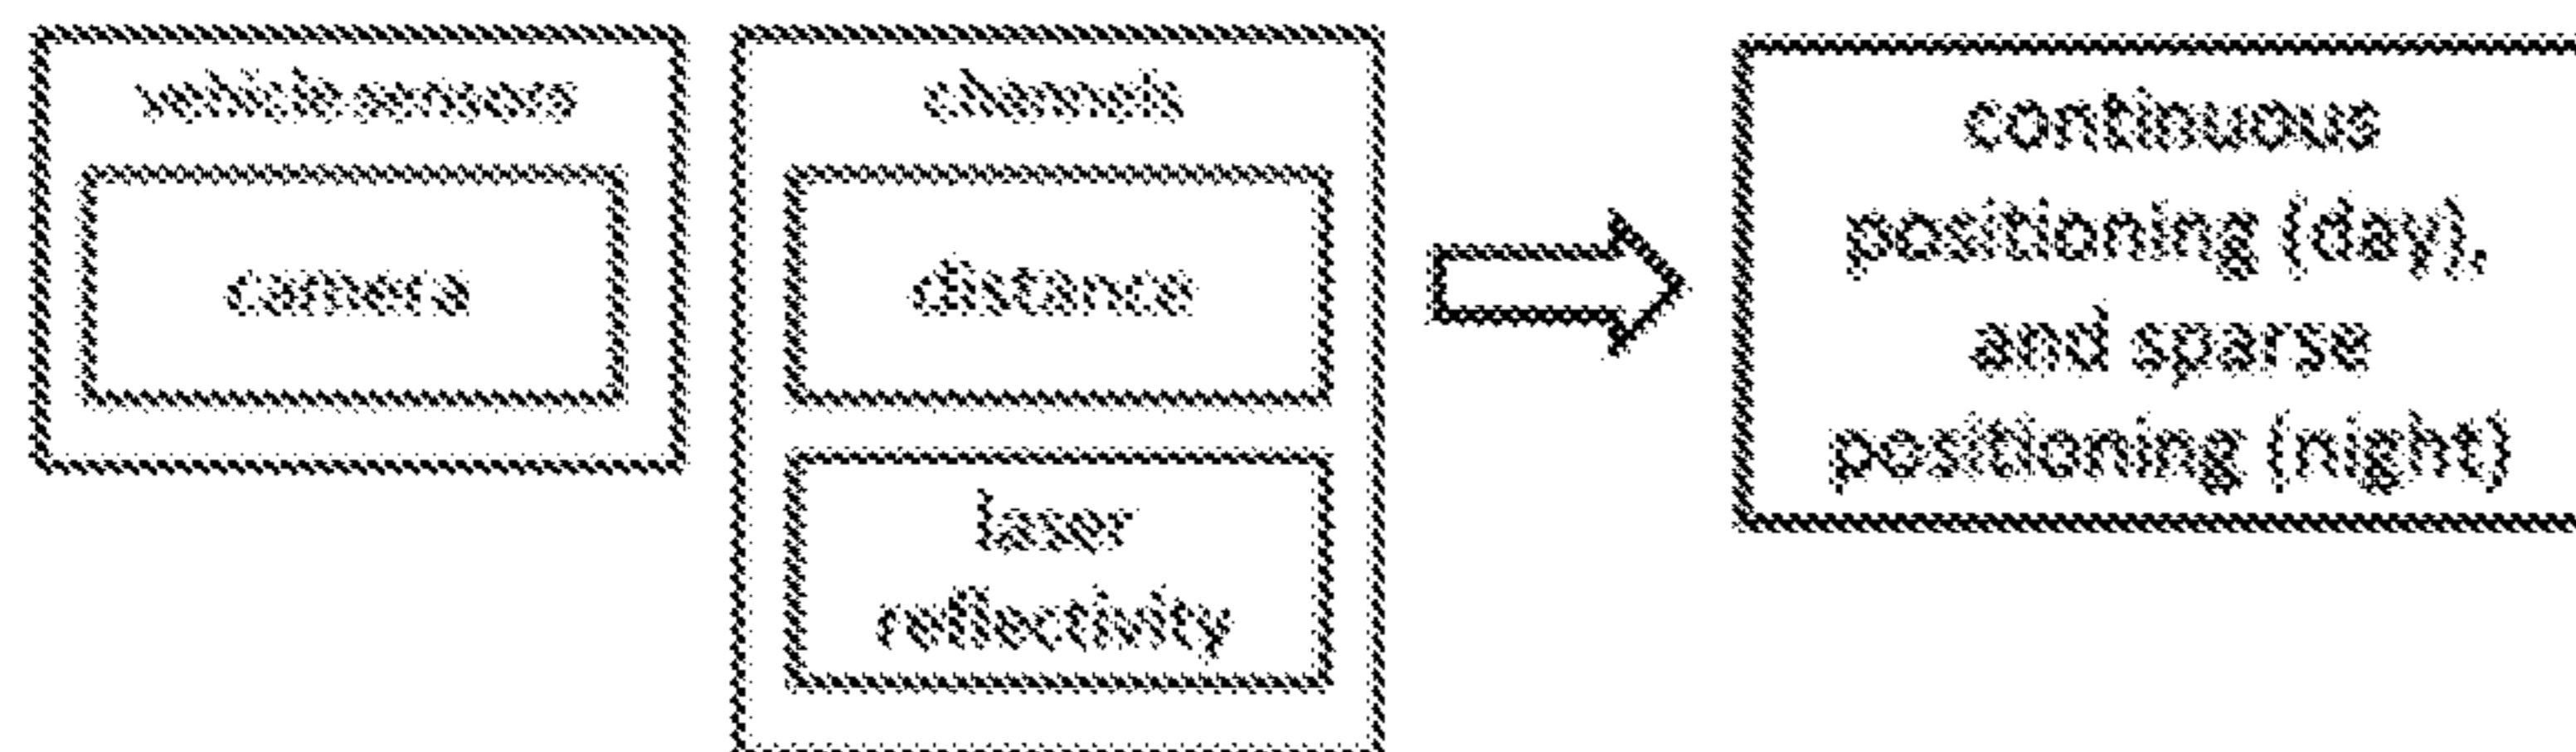 vehicle sensors
camera
channels
distance
laser
reflectivity
continuous
positioning (day),
and sparse
positioning (night)